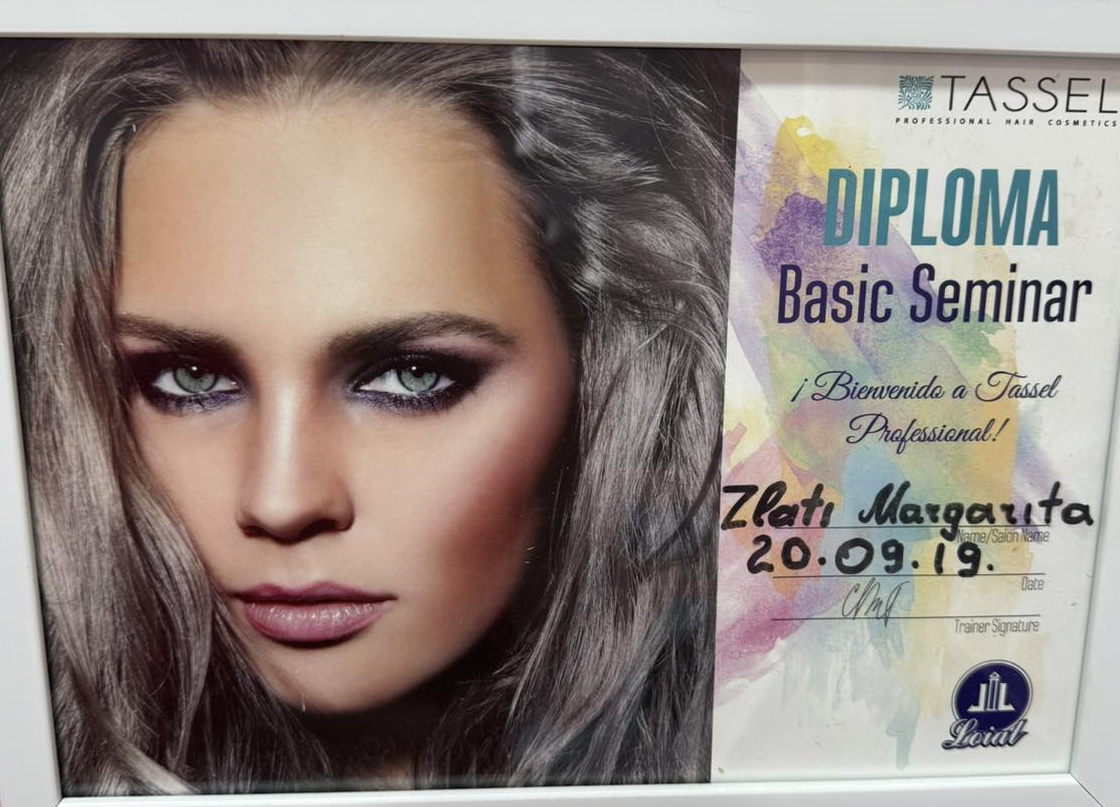 TASSEL
PROFESSIONAL HAIR COSMETICS
DIPLOMA
Basic Seminar
¡Bienvenido a Tassel
Professional!
Zlati Margarita
Name/Salon Name
20.09.19.
Date
Trainer Signature
Loial